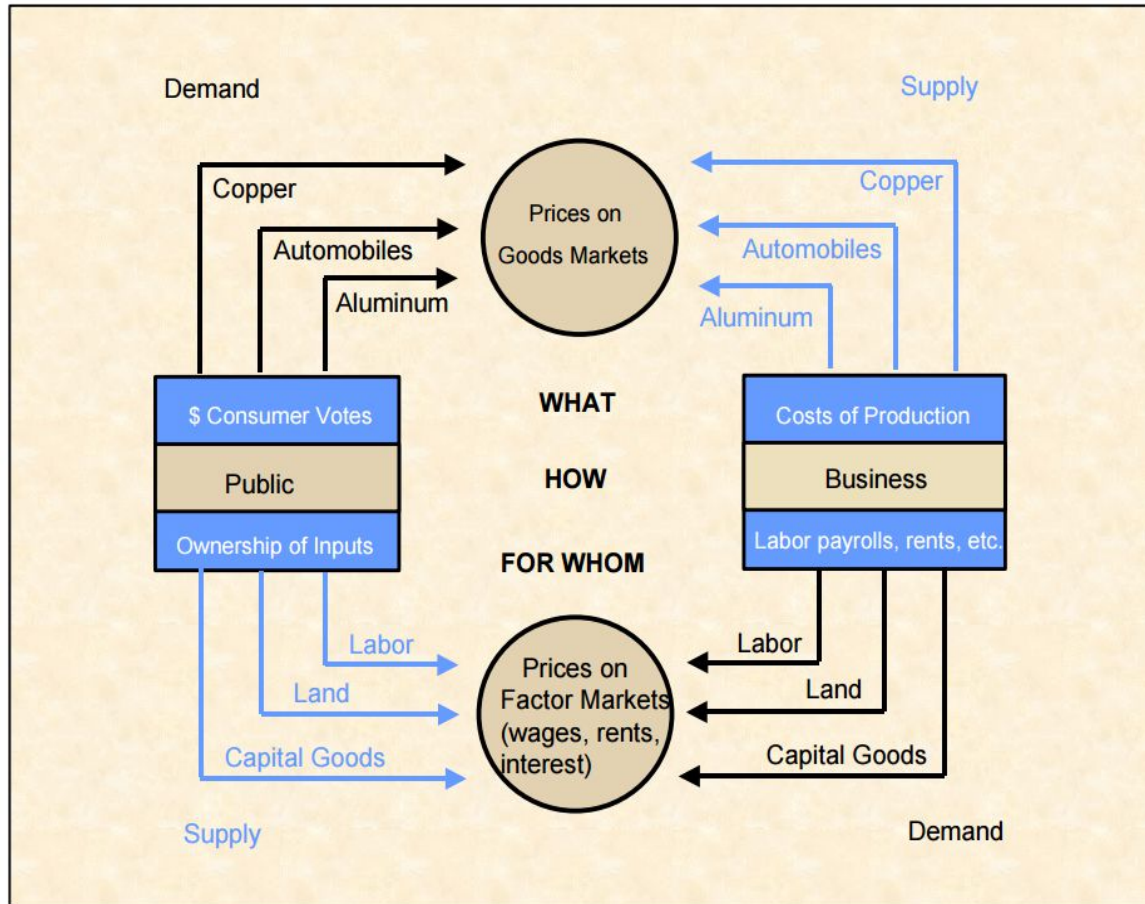 Demand
Supply
Copper
Automobiles
Aluminum
Prices on
Goods Markets
Copper
Automobiles
Aluminum
$ Consumer Votes
Public
Ownership of Inputs
WHAT
HOW
FOR WHOM
Costs of Production
Business
Labor payrolls, rents, etc.
Labor
Land
Capital Goods
Prices on
Factor Markets
(wages, rents,
interest)
Labor
Land
Capital Goods
Supply
Demand